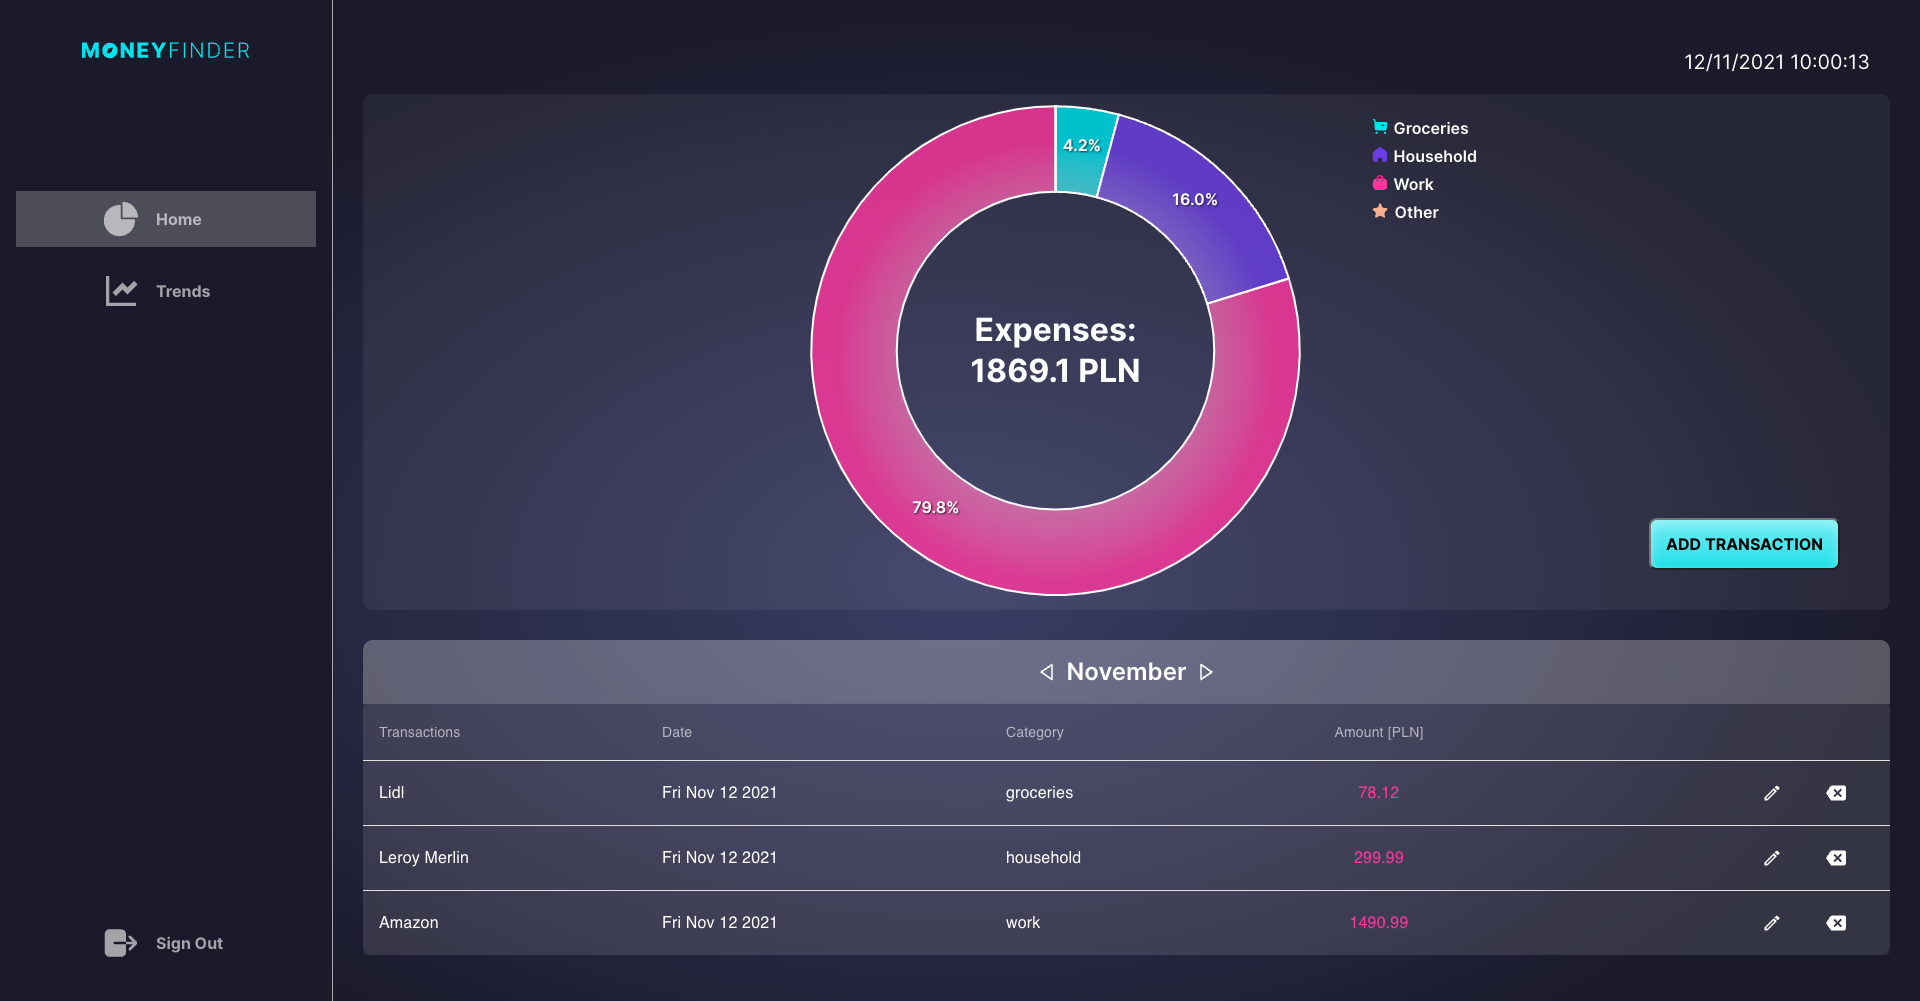 MONEYFINDER
12/11/2021 10:00:13
Home
Trends
Sign Out
4.2%
16.0%
79.8%
Expenses:
1869.1 PLN
Groceries
Household
Work
Other
ADD TRANSACTION
November
Transactions Date Category Amount [PLN]
Lidl Fri Nov 12 2021 groceries 78.12
Leroy Merlin Fri Nov 12 2021 household 299.99
Amazon Fri Nov 12 2021 work 1490.99